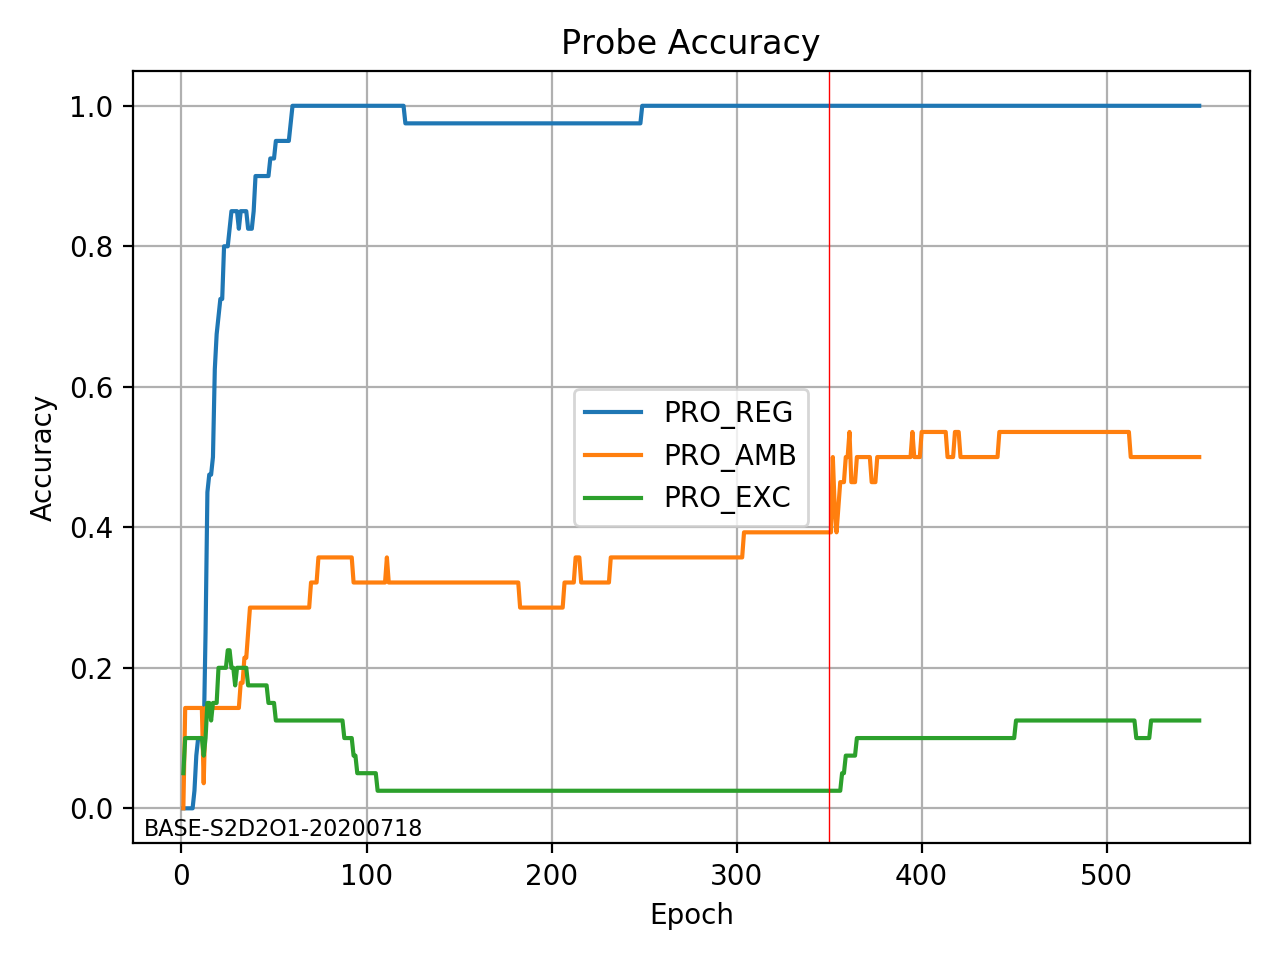 Probe Accuracy
1.0
0.8
0.6
0.4
0.2
0.0
Accuracy
PRO_REG
PRO_AMB
PRO_EXC
BASE-S2D2O1-20200718
0 100 200 300 400 500
Epoch